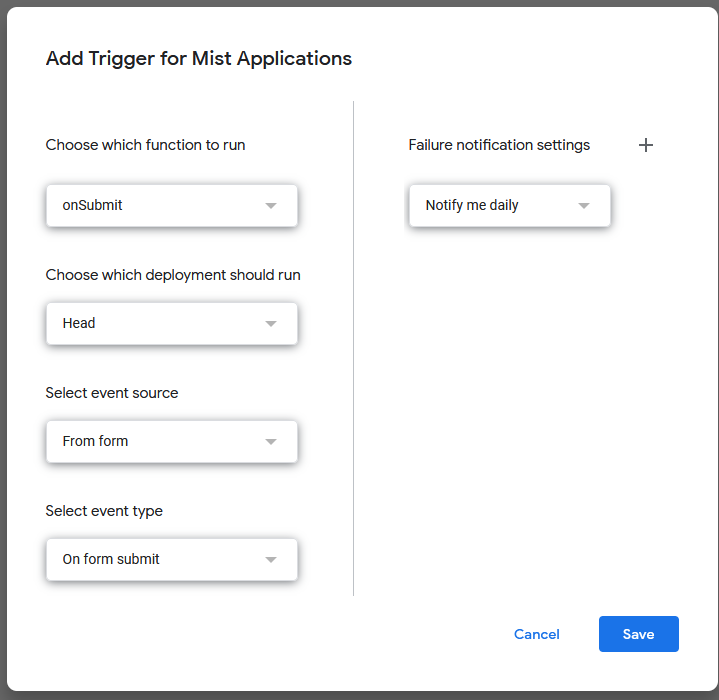 Add Trigger for Mist Applications
Choose which function to run
onSubmit
Choose which deployment should run
Head
Select event source
From form
Select event type
On form submit
Failure notification settings
Notify me daily
Cancel
Save